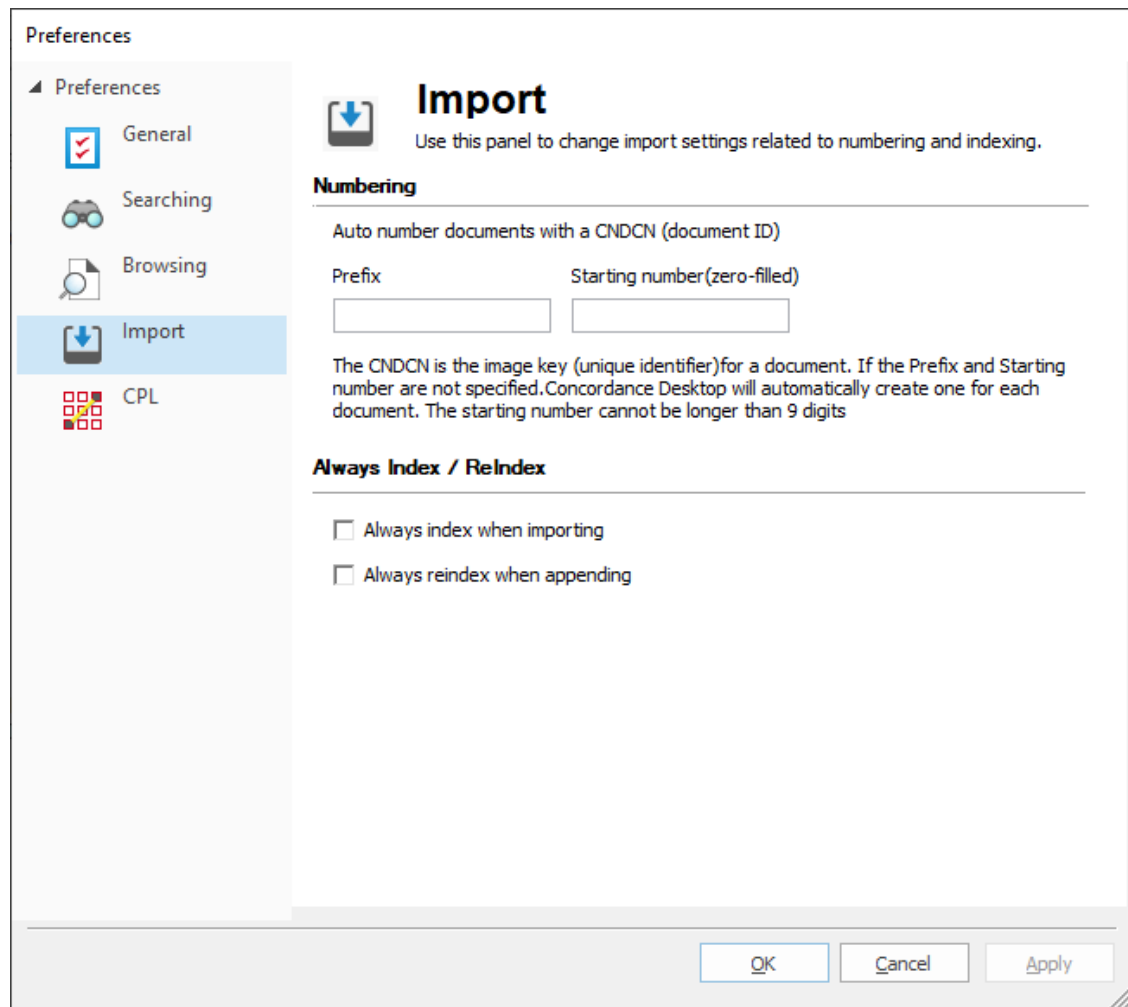 Preferences
Preferences
General
Searching
Browsing
Import
CPL
Import
Use this panel to change import settings related to numbering and indexing.
Numbering
Auto number documents with a CNDCN (document ID)
Prefix
Starting number(zero-filled)
The CNDCN is the image key (unique identifier)for a document. If the Prefix and Starting
number are not specified.Concordance Desktop will automatically create one for each
document. The starting number cannot be longer than 9 digits
Always Index / ReIndex
Always index when importing
Always reindex when appending
OK
Cancel
Apply